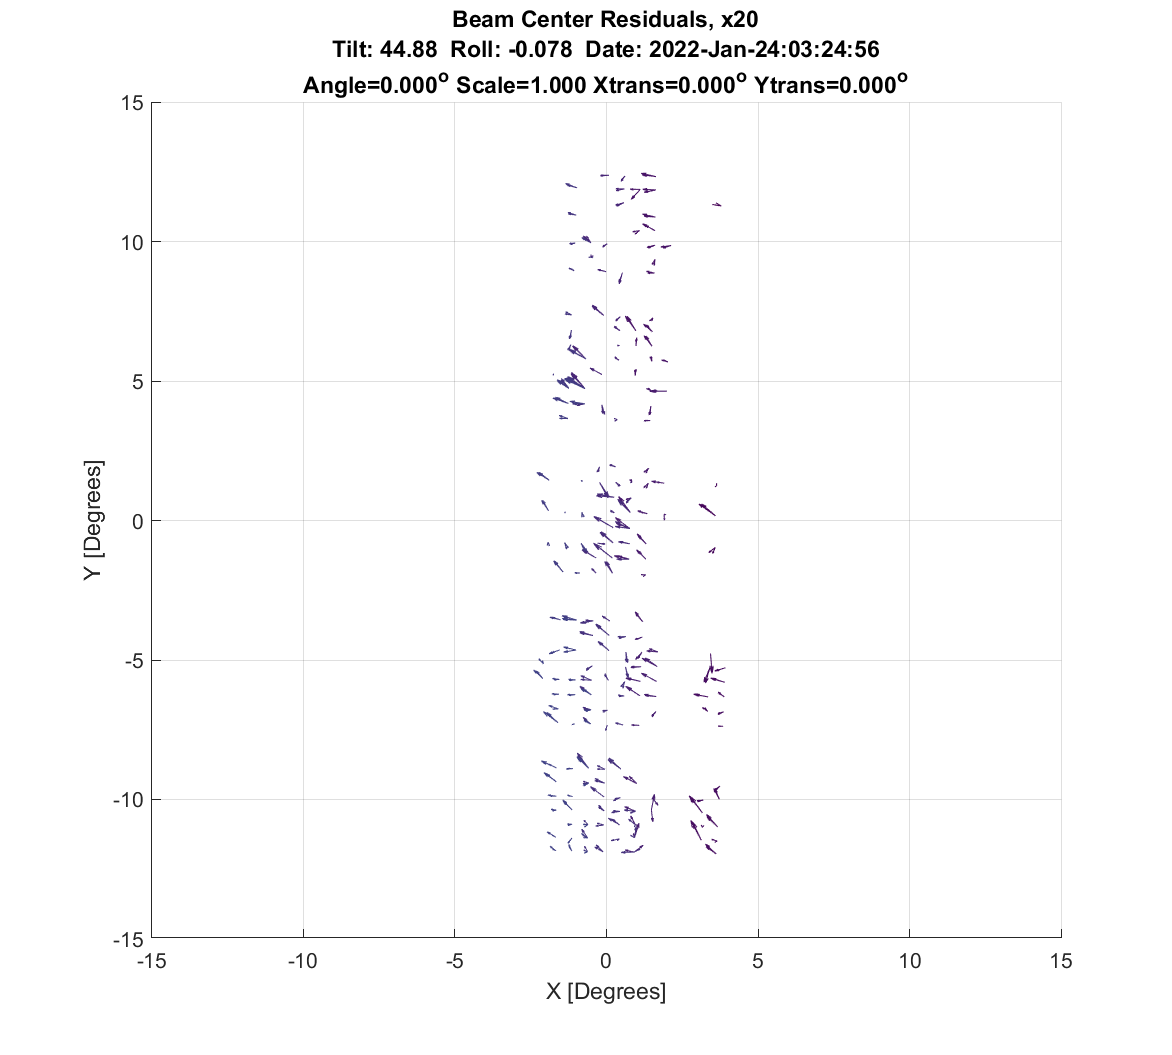 Beam Center Residuals, x20
Tilt: 44.88  Roll: -0.078  Date: 2022-Jan-24:03:24:56
Angle=0.000° Scale=1.000 Xtrans=0.000° Ytrans=0.000°
15
10
5
0
-5
-10
-15
Y [Degrees]
-15 -10 -5 0 5 10 15
X [Degrees]